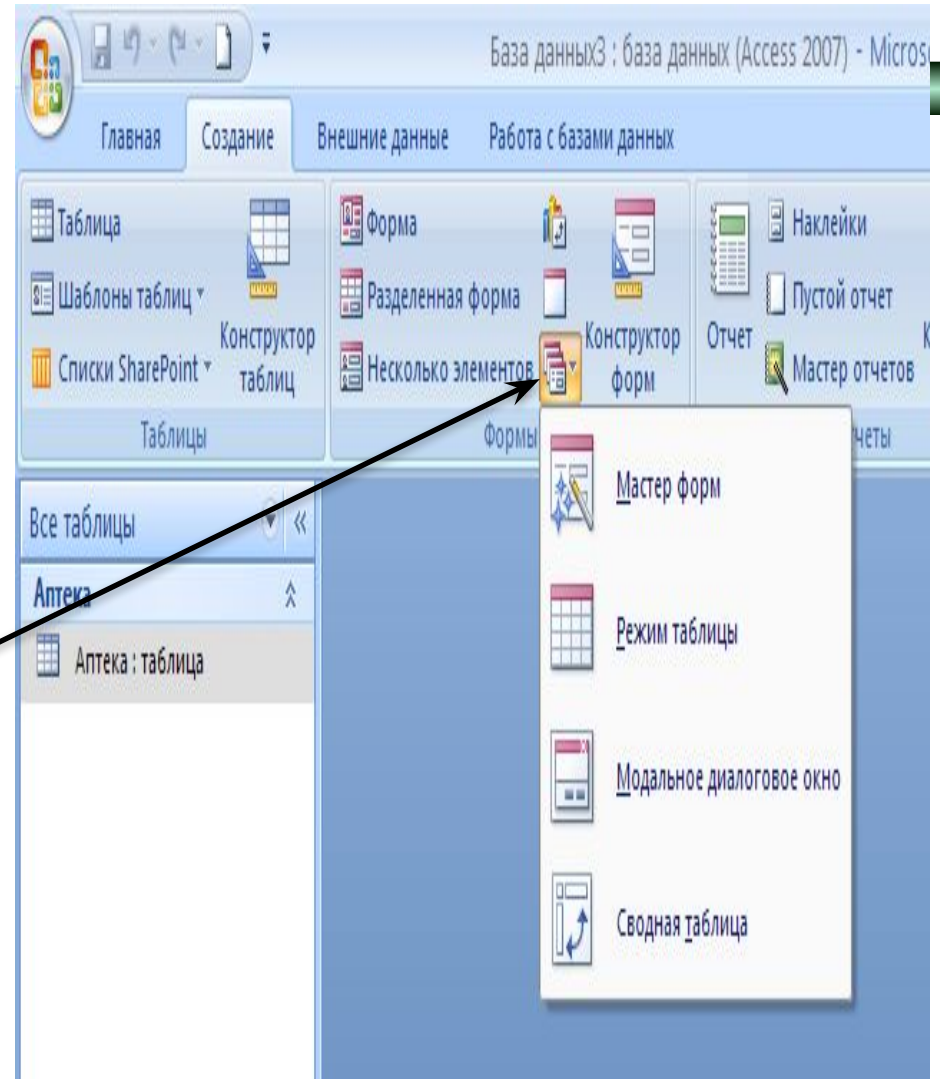 База данных3 : база данных (Access 2007) - Micros
Главная Создание Внешние данные Работа с базами данных
Таблица
Шаблоны таблиц
Списки SharePoint
Конструктор
таблиц
Таблицы
Форма
Разделенная форма
Несколько элементов
Конструктор
форм
Формы
Отчет
Наклейки
Пустой отчет
Мастер отчетов
четы
Мастер форм
Режим таблицы
Модальное диалоговое окно
Сводная таблица
Все таблицы
Аптека
Аптека : таблица